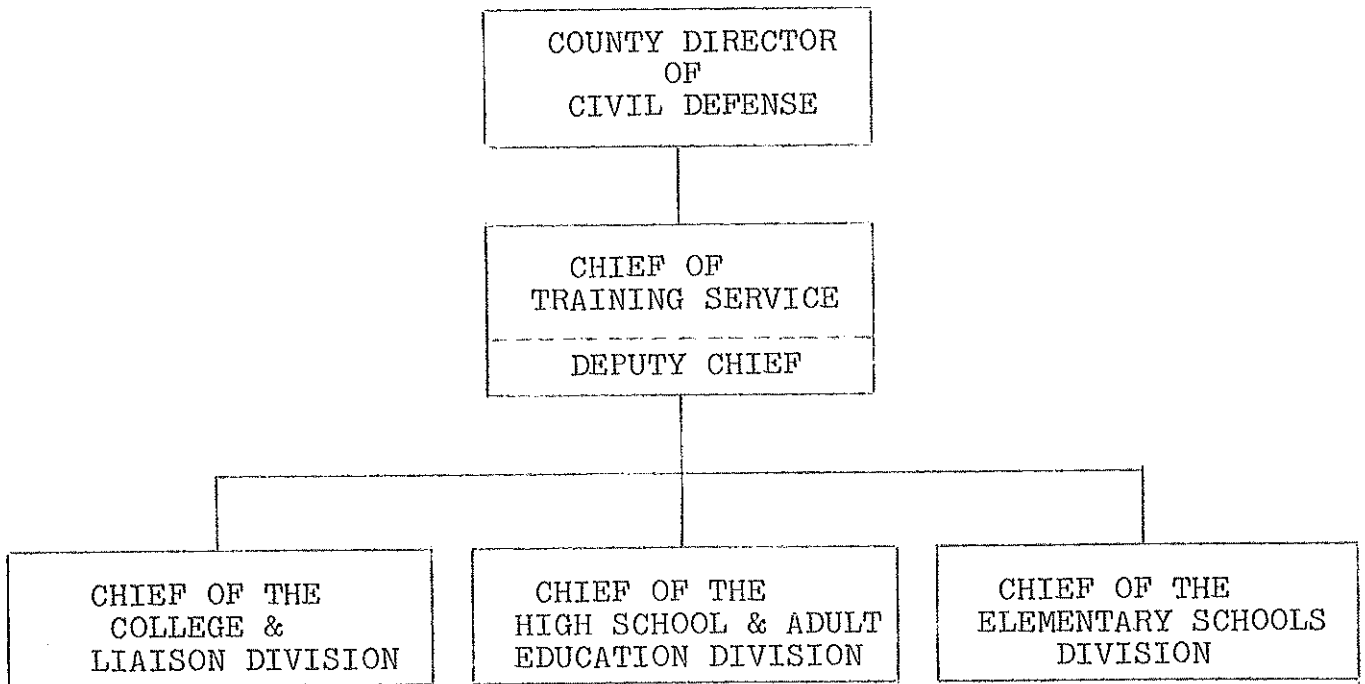 COUNTY DIRECTOR
OF
CIVIL DEFENSE
CHIEF OF
TRAINING SERVICE
DEPUTY CHIEF
CHIEF OF THE
COLLEGE &
LIAISON DIVISION
CHIEF OF THE
HIGH SCHOOL & ADULT
EDUCATION DIVISION
CHIEF OF THE
ELEMENTARY SCHOOLS
DIVISION